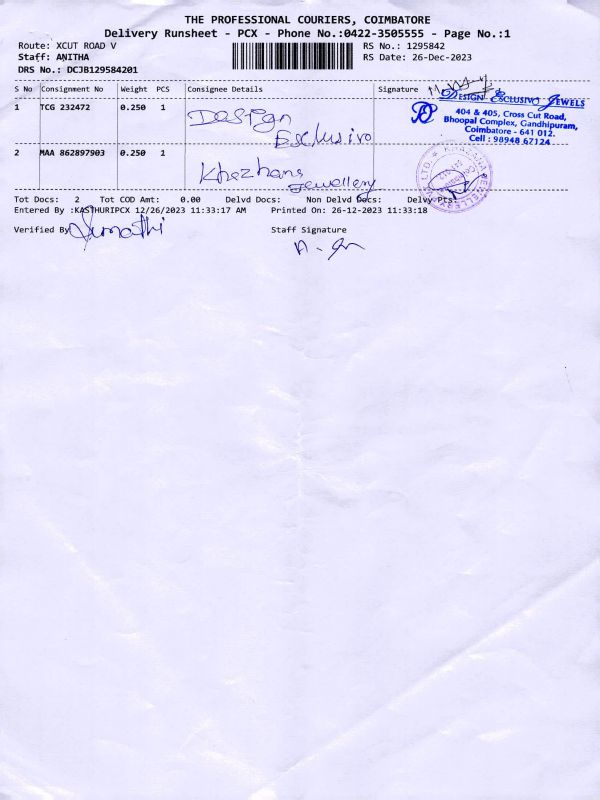 THE PROFESSIONAL COURIERS, COIMBATORE
Delivery Runsheet - PCX - Phone No.:0422-3505555 - Page No.:1
Route: XCUT ROAD V RS No.: 1295842
Staff: ANITHA RS Date: 26-Dec-2023
DRS No.: DCJB129584201
S No Consignment No Weight PCS Consignee Details Signature
1 TCG 232472 0.250 1 Design Esclusivo
DESIGN ESCLUSIVO JEWELS
404 & 405, Cross Cut Road,
Bhoopal Complex, Gandhipuram,
Coimbatore - 641 012.
Cell : 98948 67124
2 MAA 862897903 0.250 1 Khazhana Jewellery
JEWELLERY
Tot Docs: 2 Tot COD Amt: 0.00 Delvd Docs: Non Delvd Docs: Delvy Pts:
Entered By :KASTHURIPCX 12/26/2023 11:33:17 AM Printed On: 26-12-2023 11:33:18
Verified By Sumathi Staff Signature